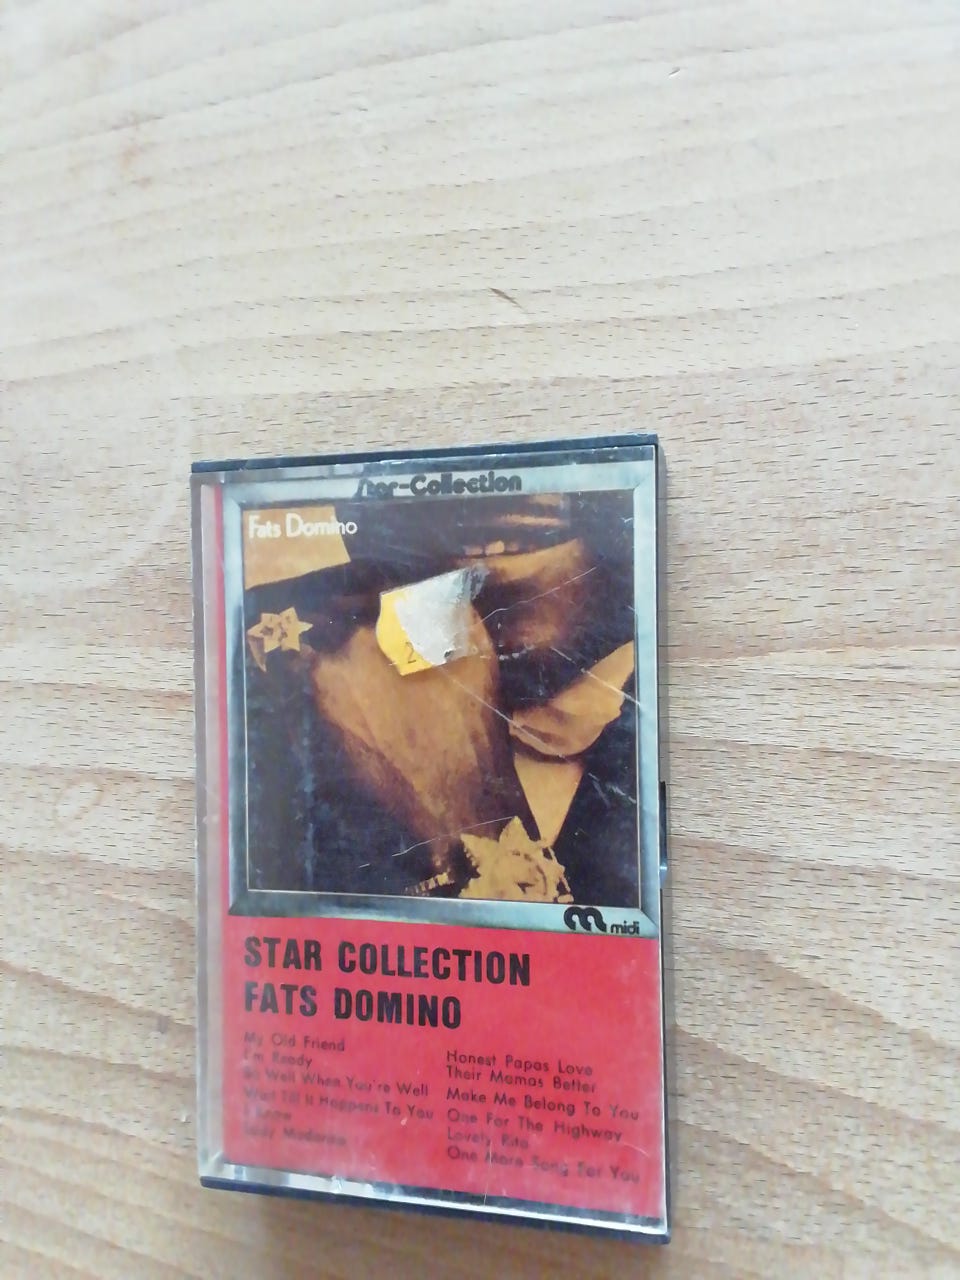 Star-Collection
Fats Domino
2
midi
STAR COLLECTION
FATS DOMINO
My Old Friend
I'm Ready
So Well When You're Well
Wait Till It Happens To You
I Know
Lady Madonna
Honest Papas Love
Their Mamas Better
Make Me Belong To You
One For The Highway
Lovely Rita
One More Song For You